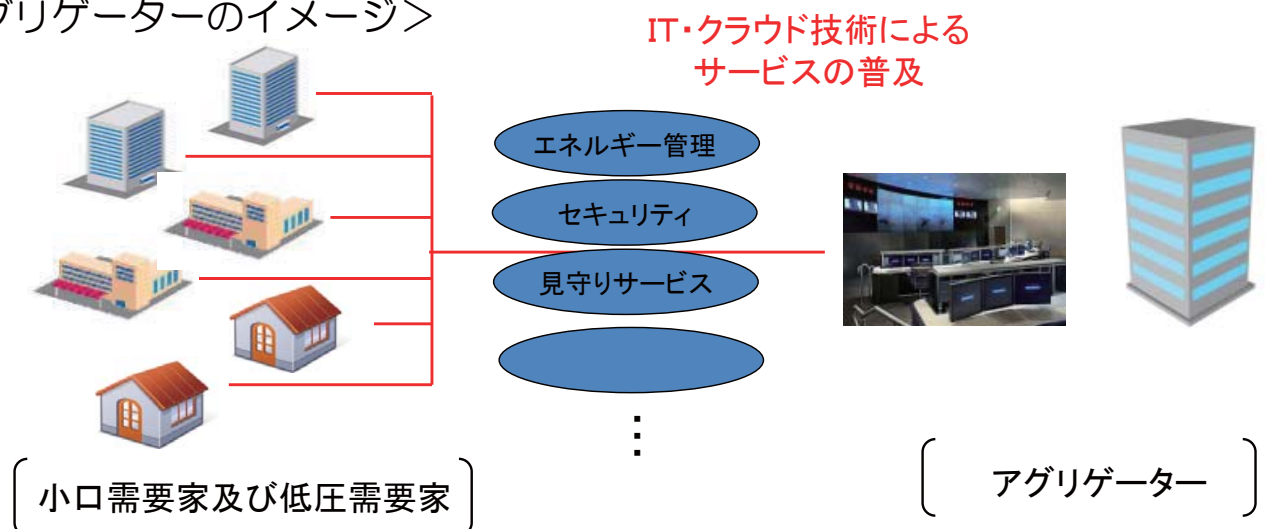 グリゲーターのイメージ＞
IT・クラウド技術による
サービスの普及
エネルギー管理
セキュリティ
見守りサービス
⋮
小口需要家及び低圧需要家
アグリゲーター